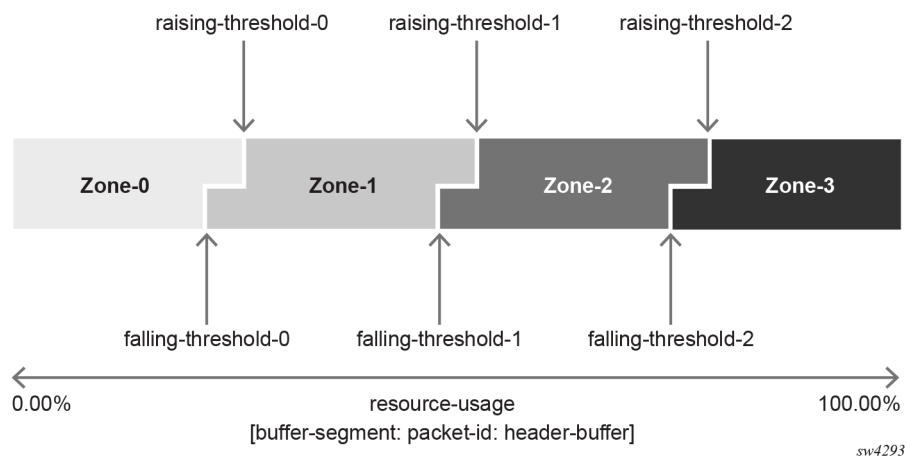 raising-threshold-0 raising-threshold-1 raising-threshold-2
Zone-0 Zone-1 Zone-2 Zone-3
falling-threshold-0 falling-threshold-1 falling-threshold-2
0.00% resource-usage 100.00%
[buffer-segment: packet-id: header-buffer]
sw4293